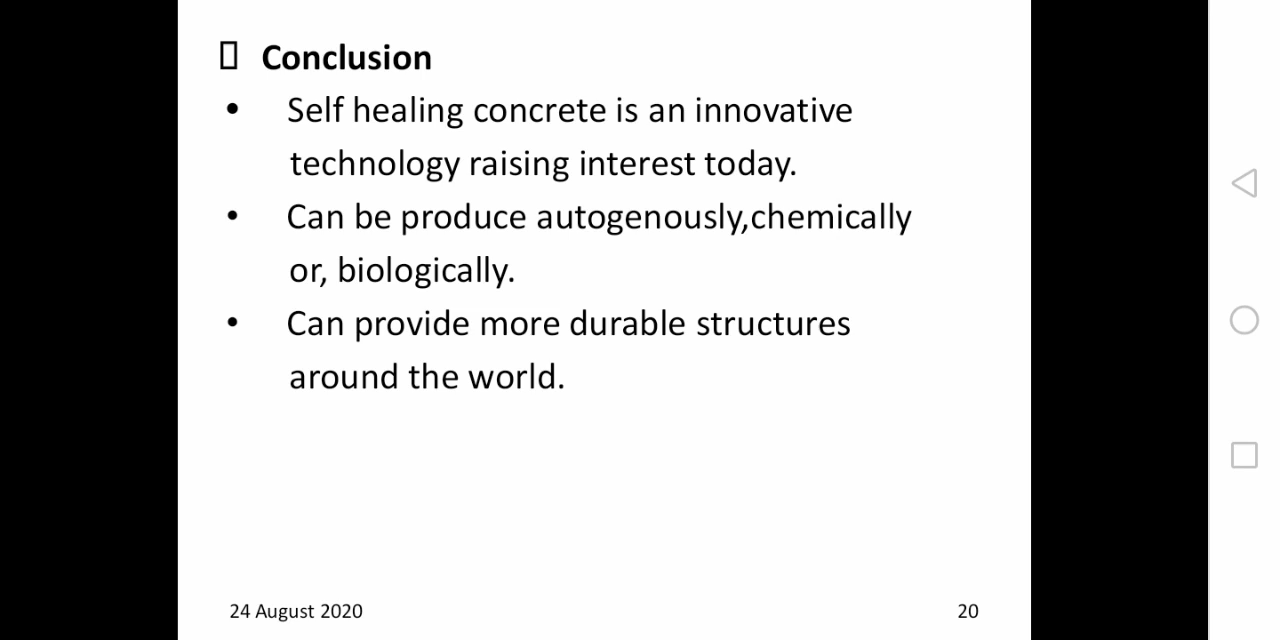 Conclusion
• Self healing concrete is an innovative
technology raising interest today.
• Can be produce autogenously,chemically
or, biologically.
• Can provide more durable structures
around the world.
24 August 2020
20